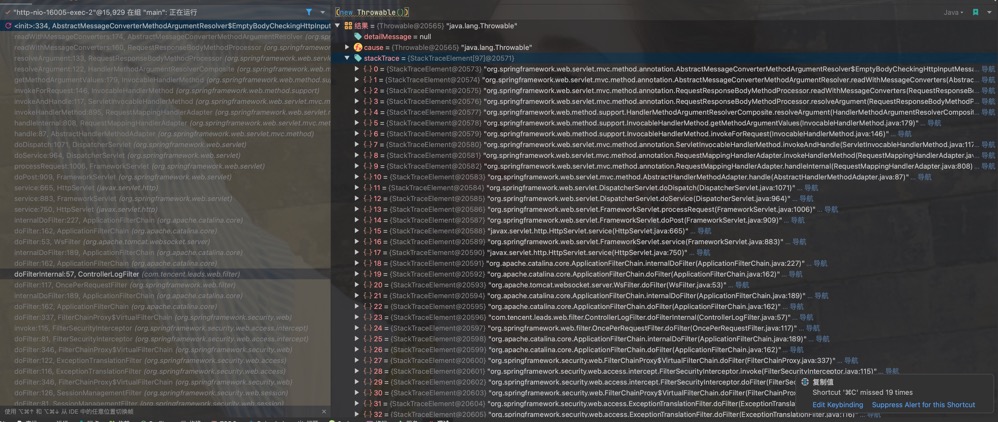 "http-nio-16005-exec-2"@15,929 在组 "main": 正在运行
<init>:334, AbstractMessageConverterMethodArgumentResolver$EmptyBodyCheckingHttpInput
readWithMessageConverters:174, AbstractMessageConverterMethodArgumentResolver
readWithMessageConverters:160, RequestResponseBodyMethodProcessor
resolveArgument:133, RequestResponseBodyMethodProcessor
resolveArgument:122, HandlerMethodArgumentResolverComposite
getMethodArgumentValues:179, InvocableHandlerMethod
invokeForRequest:146, InvocableHandlerMethod (org.springframework.web.method.support)
invokeAndHandle:117, ServletInvocableHandlerMethod
invokeHandlerMethod:895, RequestMappingHandlerAdapter
handleInternal:808, RequestMappingHandlerAdapter
handle:87, AbstractHandlerMethodAdapter (org.springframework.web.servlet.mvc.method)
doDispatch:1071, DispatcherServlet (org.springframework.web.servlet)
doService:964, DispatcherServlet (org.springframework.web.servlet)
processRequest:1006, FrameworkServlet (org.springframework.web.servlet)
doPost:909, FrameworkServlet (org.springframework.web.servlet)
service:665, HttpServlet (javax.servlet.http)
service:883, FrameworkServlet (org.springframework.web.servlet)
service:750, HttpServlet (javax.servlet.http)
internalDoFilter:227, ApplicationFilterChain (org.apache.catalina.core)
doFilter:162, ApplicationFilterChain (org.apache.catalina.core)
doFilter:53, WsFilter (org.apache.tomcat.websocket.server)
internalDoFilter:189, ApplicationFilterChain (org.apache.catalina.core)
doFilter:162, ApplicationFilterChain (org.apache.catalina.core)
doFilterInternal:57, ControllerLogFilter (com.tencent.leads.web.filter)
doFilter:117, OncePerRequestFilter (org.springframework.web.filter)
internalDoFilter:189, ApplicationFilterChain (org.apache.catalina.core)
doFilter:162, ApplicationFilterChain (org.apache.catalina.core)
doFilter:337, FilterChainProxy$VirtualFilterChain (org.springframework.security.web)
invoke:115, FilterSecurityInterceptor (org.springframework.security.web.access.intercept)
doFilter:81, FilterSecurityInterceptor (org.springframework.security.web.access.intercept)
doFilter:346, FilterChainProxy$VirtualFilterChain (org.springframework.security.web)
doFilter:122, ExceptionTranslationFilter (org.springframework.security.web.access)
doFilter:116, ExceptionTranslationFilter (org.springframework.security.web.access)
doFilter:346, FilterChainProxy$VirtualFilterChain (org.springframework.security.web)
doFilter:126, SessionManagementFilter (org.springframework.security.web.session)
doFilter:81, SessionManagementFilter (org.springframework.security.web.session)
使用 ⌥⌘↑ 和 ⌥⌘↓ 从 IDE 中的任意位置切换帧
(new Throwable())
Java
结果 = {Throwable@20565} "java.lang.Throwable"
detailMessage = null
cause = {Throwable@20565} "java.lang.Throwable"
stackTrace = {StackTraceElement[97]@20571}
0 = {StackTraceElement@20573} "org.springframework.web.servlet.mvc.method.annotation.AbstractMessageConverterMethodArgumentResolver$EmptyBodyCheckingHttpInputMess... 导航
1 = {StackTraceElement@20574} "org.springframework.web.servlet.mvc.method.annotation.AbstractMessageConverterMethodArgumentResolver.readWithMessageConverters(Abstrac... 导航
2 = {StackTraceElement@20575} "org.springframework.web.servlet.mvc.method.annotation.RequestResponseBodyMethodProcessor.readWithMessageConverters(RequestResponseB... 导航
3 = {StackTraceElement@20576} "org.springframework.web.servlet.mvc.method.annotation.RequestResponseBodyMethodProcessor.resolveArgument(RequestResponseBodyMethodP... 导航
4 = {StackTraceElement@20577} "org.springframework.web.method.support.HandlerMethodArgumentResolverComposite.resolveArgument(HandlerMethodArgumentResolverComposi... 导航
5 = {StackTraceElement@20578} "org.springframework.web.method.support.InvocableHandlerMethod.getMethodArgumentValues(InvocableHandlerMethod.java:179)" ... 导航
6 = {StackTraceElement@20579} "org.springframework.web.method.support.InvocableHandlerMethod.invokeForRequest(InvocableHandlerMethod.java:146)" ... 导航
7 = {StackTraceElement@20580} "org.springframework.web.servlet.mvc.method.annotation.ServletInvocableHandlerMethod.invokeAndHandle(ServletInvocableHandlerMethod.java:117... 导航
8 = {StackTraceElement@20581} "org.springframework.web.servlet.mvc.method.annotation.RequestMappingHandlerAdapter.invokeHandlerMethod(RequestMappingHandlerAdapter.ja... 导航
9 = {StackTraceElement@20582} "org.springframework.web.servlet.mvc.method.annotation.RequestMappingHandlerAdapter.handleInternal(RequestMappingHandlerAdapter.java:808) 导航
10 = {StackTraceElement@20583} "org.springframework.web.servlet.mvc.method.AbstractHandlerMethodAdapter.handle(AbstractHandlerMethodAdapter.java:87)" ... 导航
11 = {StackTraceElement@20584} "org.springframework.web.servlet.DispatcherServlet.doDispatch(DispatcherServlet.java:1071)" ... 导航
12 = {StackTraceElement@20585} "org.springframework.web.servlet.DispatcherServlet.doService(DispatcherServlet.java:964)" ... 导航
13 = {StackTraceElement@20586} "org.springframework.web.servlet.FrameworkServlet.processRequest(FrameworkServlet.java:1006)" ... 导航
14 = {StackTraceElement@20587} "org.springframework.web.servlet.FrameworkServlet.doPost(FrameworkServlet.java:909)" ... 导航
15 = {StackTraceElement@20588} "javax.servlet.http.HttpServlet.service(HttpServlet.java:665)" ... 导航
16 = {StackTraceElement@20589} "org.springframework.web.servlet.FrameworkServlet.service(FrameworkServlet.java:883)" ... 导航
17 = {StackTraceElement@20590} "javax.servlet.http.HttpServlet.service(HttpServlet.java:750)" ... 导航
18 = {StackTraceElement@20591} "org.apache.catalina.core.ApplicationFilterChain.internalDoFilter(ApplicationFilterChain.java:227)" ... 导航
19 = {StackTraceElement@20592} "org.apache.catalina.core.ApplicationFilterChain.doFilter(ApplicationFilterChain.java:162)" ... 导航
20 = {StackTraceElement@20593} "org.apache.tomcat.websocket.server.WsFilter.doFilter(WsFilter.java:53)" ... 导航
21 = {StackTraceElement@20594} "org.apache.catalina.core.ApplicationFilterChain.internalDoFilter(ApplicationFilterChain.java:189)" ... 导航
22 = {StackTraceElement@20595} "org.apache.catalina.core.ApplicationFilterChain.doFilter(ApplicationFilterChain.java:162)" ... 导航
23 = {StackTraceElement@20596} "com.tencent.leads.web.filter.ControllerLogFilter.doFilterInternal(ControllerLogFilter.java:57)" ... 导航
24 = {StackTraceElement@20597} "org.springframework.web.filter.OncePerRequestFilter.doFilter(OncePerRequestFilter.java:117)" ... 导航
25 = {StackTraceElement@20598} "org.apache.catalina.core.ApplicationFilterChain.internalDoFilter(ApplicationFilterChain.java:189)" ... 导航
26 = {StackTraceElement@20599} "org.apache.catalina.core.ApplicationFilterChain.doFilter(ApplicationFilterChain.java:162)" ... 导航
27 = {StackTraceElement@20600} "org.springframework.security.web.FilterChainProxy$VirtualFilterChain.doFilter(FilterChainProxy.java:337)" ... 导航
28 = {StackTraceElement@20601} "org.springframework.security.web.access.intercept.FilterSecurityInterceptor.invoke(FilterSecurityInterceptor.java:115)" ... 导航
29 = {StackTraceElement@20602} "org.springframework.security.web.access.intercept.FilterSecurityInterceptor.doFilter(FilterSec
30 = {StackTraceElement@20603} "org.springframework.security.web.FilterChainProxy$VirtualFilterChain.doFilter(FilterChainProxy
31 = {StackTraceElement@20604} "org.springframework.security.web.access.ExceptionTranslationFilter.doFilter(ExceptionTranslat
32 = {StackTraceElement@20605} "org.springframework.security.web.access.ExceptionTranslationFilter.doFilter(ExceptionTranslationFilter.java:116)" ... 导航
复制值
Shortcut '⌘C' missed 19 times
Edit Keybinding Suppress Alert for this Shortcut